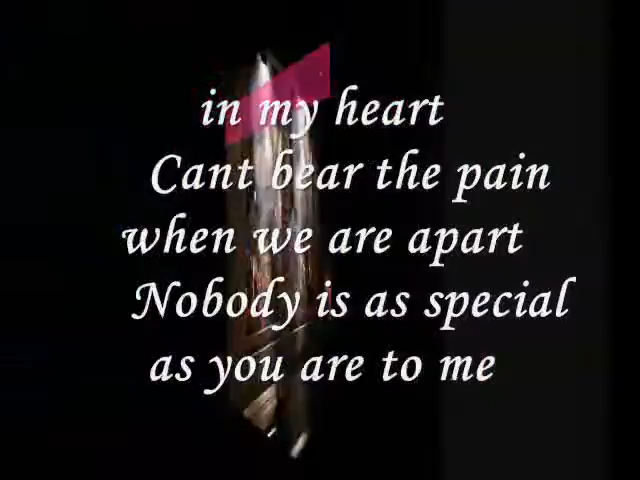 in my heart
Cant bear the pain
when we are apart
Nobody is as special
as you are to me